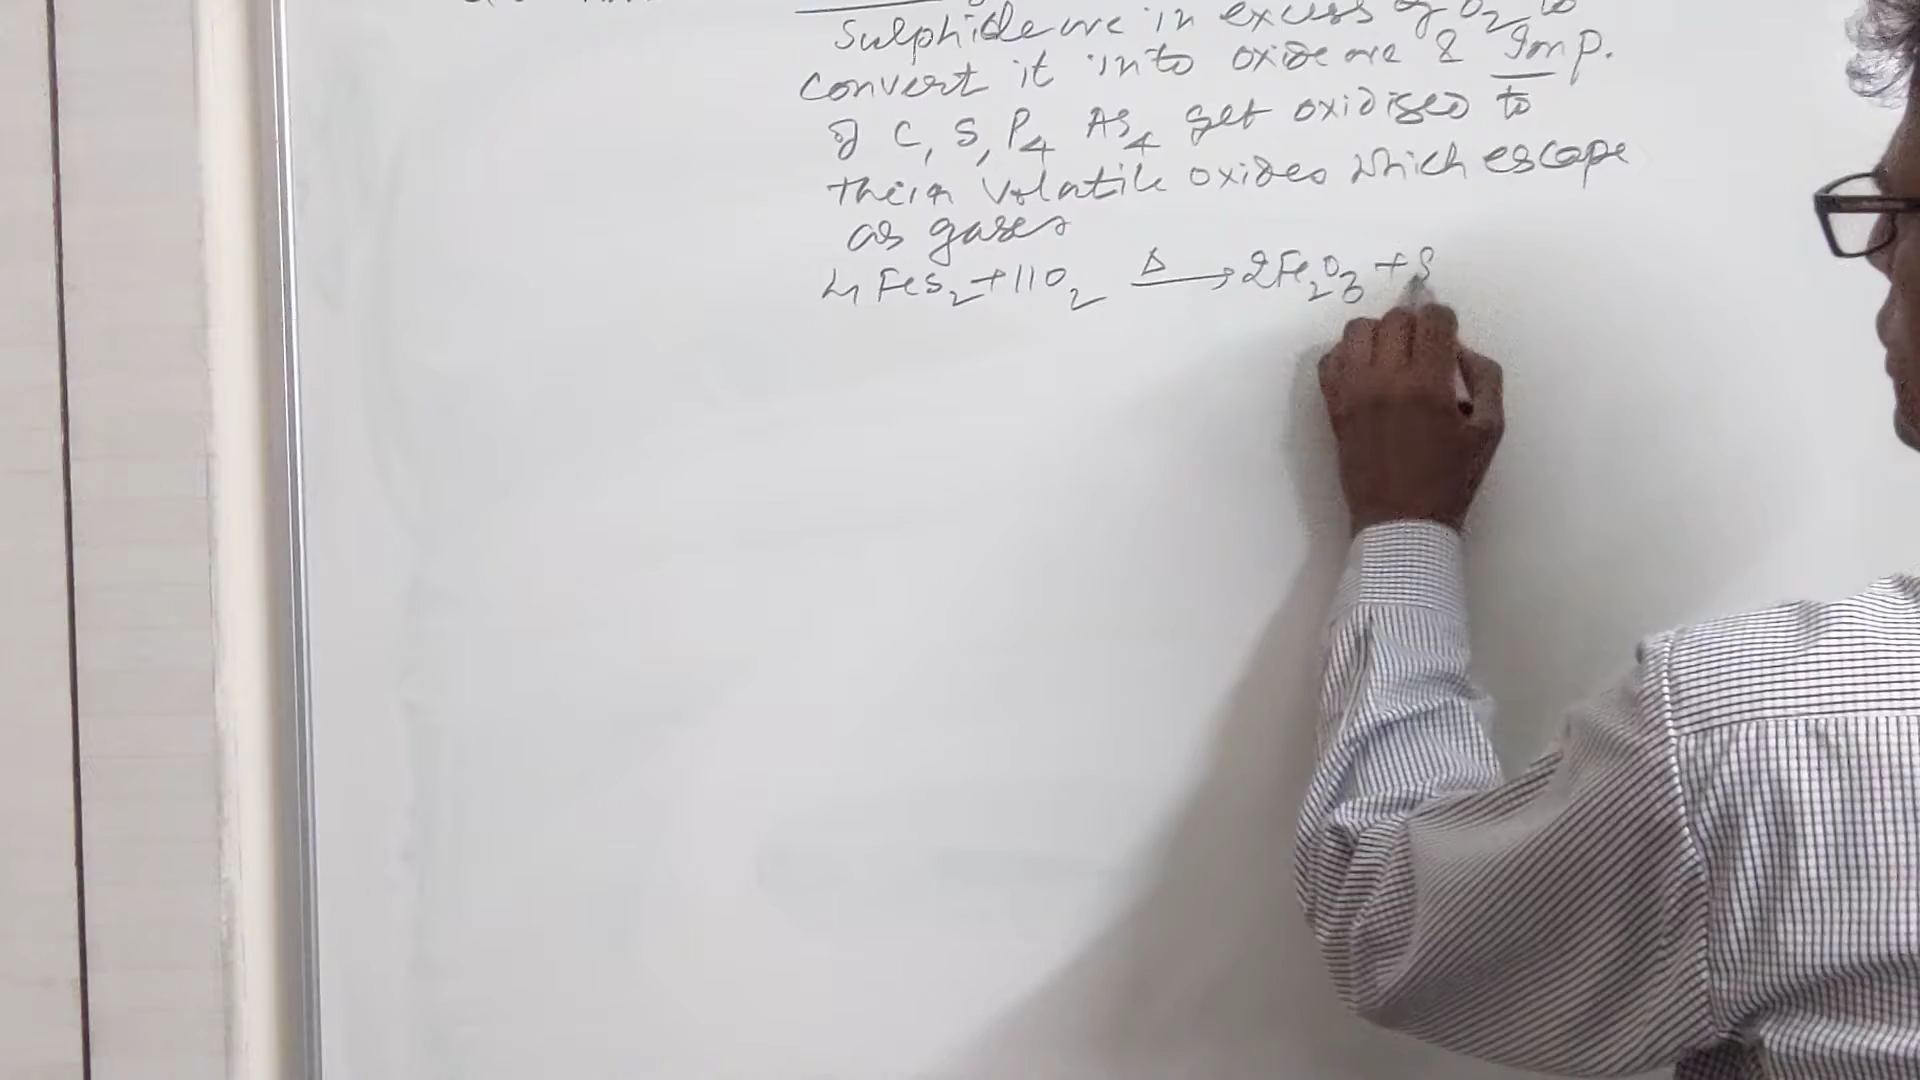 Sulphide ore in excess of O2 to
convert it into oxide ore & Imp.
of C, S, P4 As4 get oxidised to
their volatile oxides which escape
as gases
4FeS2+11O2 Δ → 2Fe2O3 + 8